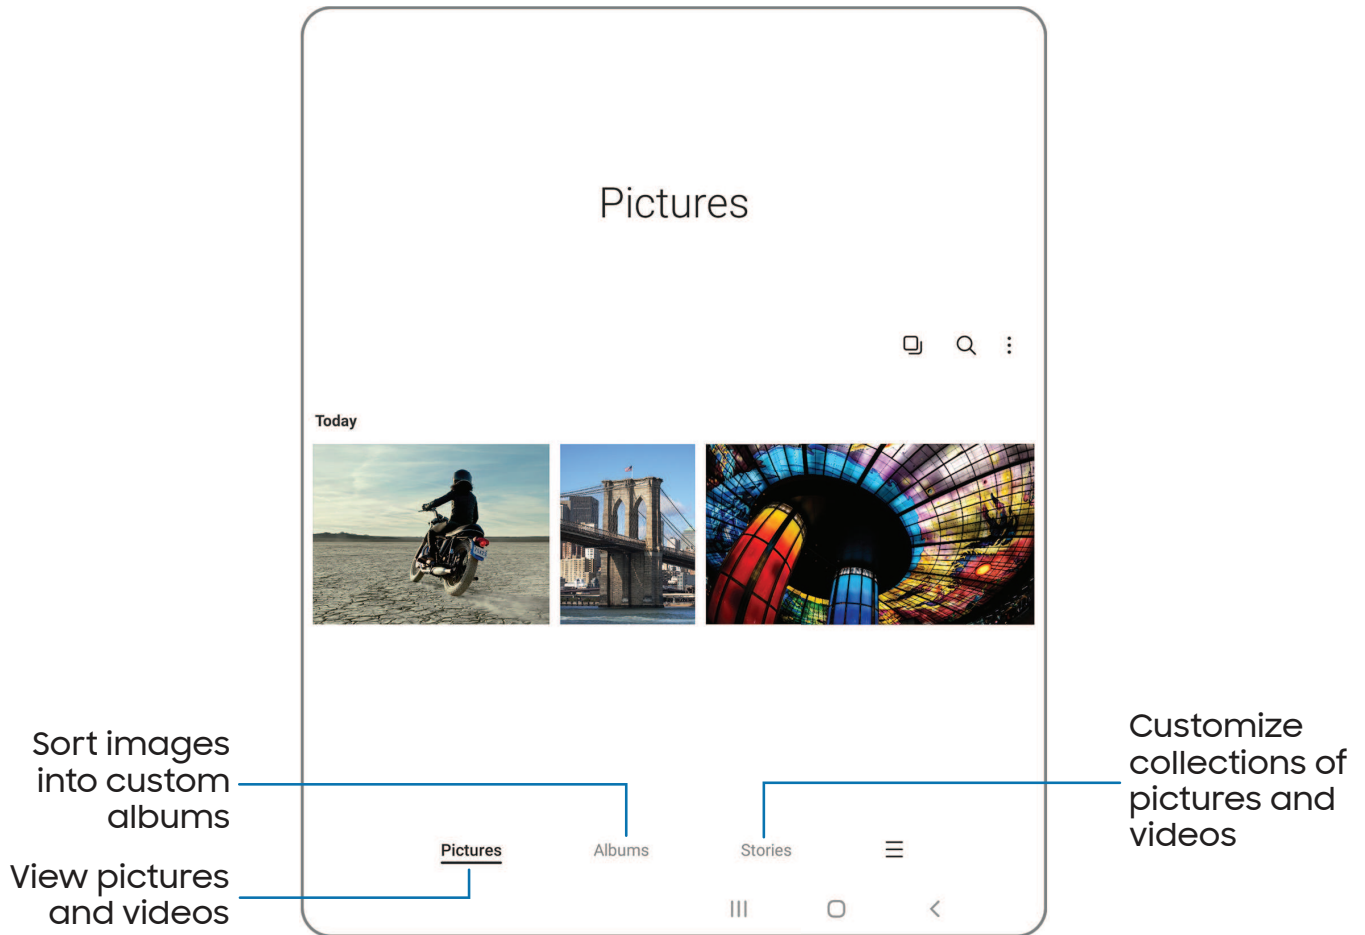 Pictures
Today
Sort images
into custom
albums
Customize
collections of
pictures and
videos
Pictures
Albums
Stories
View pictures
and videos